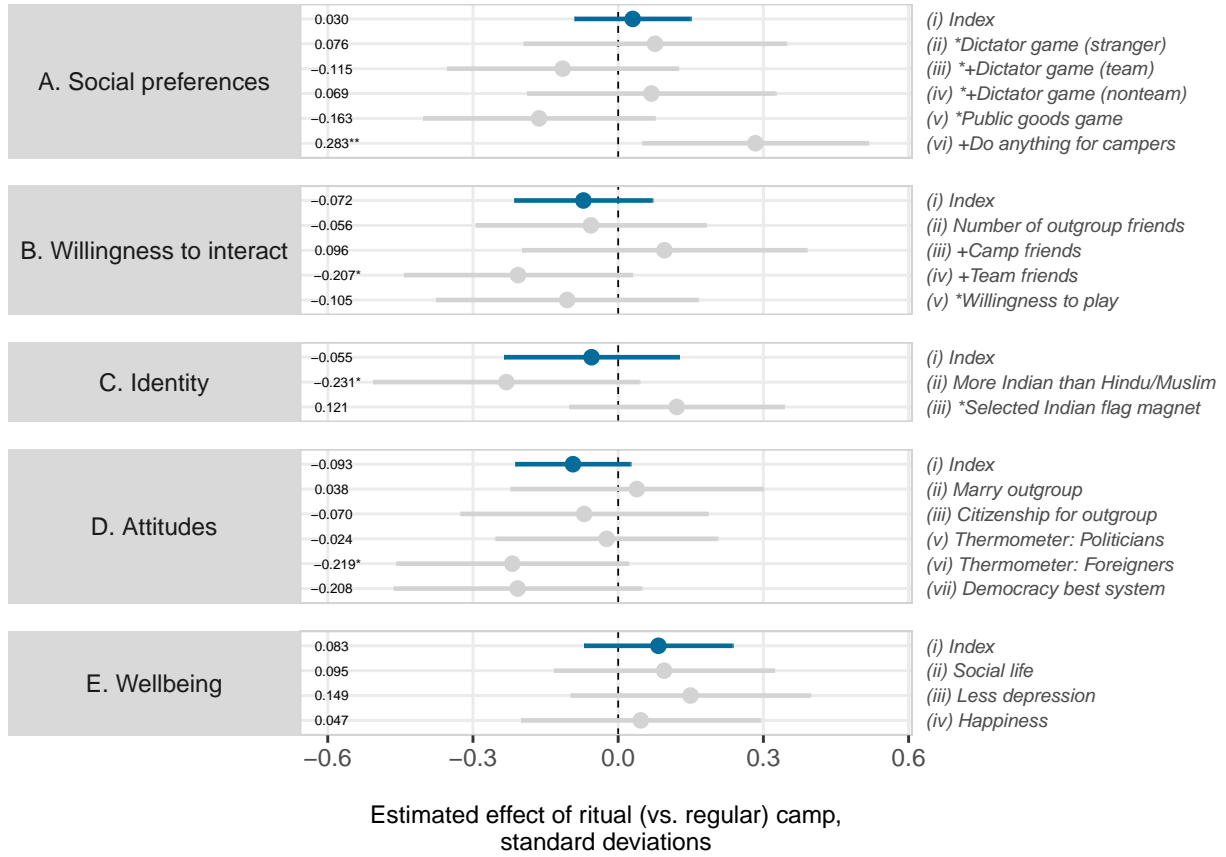 A. Social preferences
0.030 (i) Index
0.076 (ii) *Dictator game (stranger)
−0.115 (iii) *+Dictator game (team)
0.069 (iv) *+Dictator game (nonteam)
−0.163 (v) *Public goods game
0.283** (vi) +Do anything for campers
B. Willingness to interact
−0.072 (i) Index
−0.056 (ii) Number of outgroup friends
0.096 (iii) +Camp friends
−0.207* (iv) +Team friends
−0.105 (v) *Willingness to play
C. Identity
−0.055 (i) Index
−0.231* (ii) More Indian than Hindu/Muslim
0.121 (iii) *Selected Indian flag magnet
D. Attitudes
−0.093 (i) Index
0.038 (ii) Marry outgroup
−0.070 (iii) Citizenship for outgroup
−0.024 (v) Thermometer: Politicians
−0.219* (vi) Thermometer: Foreigners
−0.208 (vii) Democracy best system
E. Wellbeing
0.083 (i) Index
0.095 (ii) Social life
0.149 (iii) Less depression
0.047 (iv) Happiness
−0.6 −0.3 0.0 0.3 0.6
Estimated effect of ritual (vs. regular) camp,
standard deviations